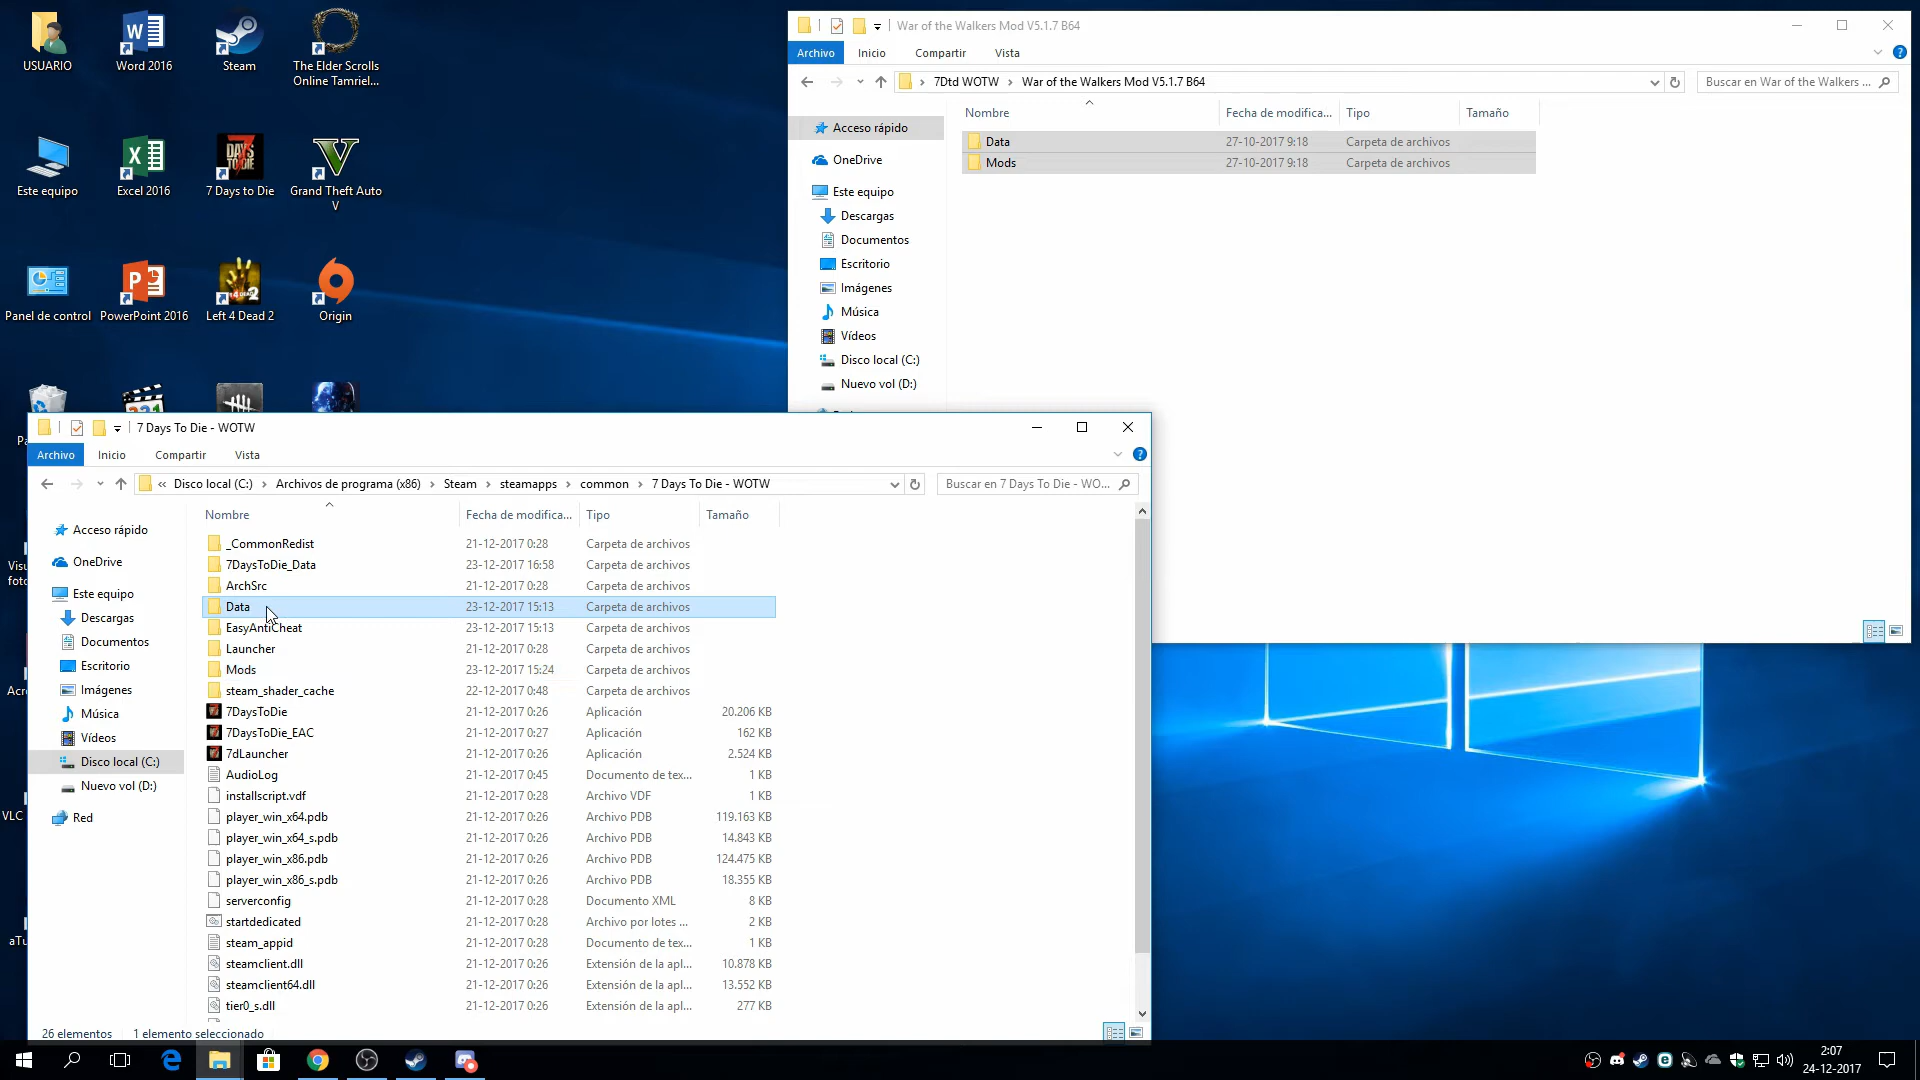 USUARIO
Word 2016
Steam
The Elder Scrolls
Online Tamriel...
Este equipo
Excel 2016
7 Days to Die
Grand Theft Auto
V
Panel de control
PowerPoint 2016
Left 4 Dead 2
Origin
War of the Walkers Mod V5.1.7 B64
Archivo
Inicio
Compartir
Vista
7Dtd WOTW
War of the Walkers Mod V5.1.7 B64
Buscar en War of the Walkers ...
Nombre
Fecha de modifica...
Tipo
Tamaño
Acceso rápido
OneDrive
Este equipo
Descargas
Documentos
Escritorio
Imágenes
Música
Vídeos
Disco local (C:)
Nuevo vol (D:)
Data 27-10-2017 9:18 Carpeta de archivos
Mods 27-10-2017 9:18 Carpeta de archivos
7 Days To Die - WOTW
Archivo
Inicio
Compartir
Vista
« Disco local (C:) › Archivos de programa (x86) › Steam › steamapps › common › 7 Days To Die - WOTW
Buscar en 7 Days To Die - WO...
Nombre
Fecha de modifica...
Tipo
Tamaño
Acceso rápido
OneDrive
Este equipo
Descargas
Documentos
Escritorio
Imágenes
Música
Vídeos
Disco local (C:)
Nuevo vol (D:)
Red
_CommonRedist 21-12-2017 0:28 Carpeta de archivos
7DaysToDie_Data 23-12-2017 16:58 Carpeta de archivos
ArchSrc 21-12-2017 0:28 Carpeta de archivos
Data 23-12-2017 15:13 Carpeta de archivos
EasyAntiCheat 23-12-2017 15:13 Carpeta de archivos
Launcher 21-12-2017 0:28 Carpeta de archivos
Mods 23-12-2017 15:24 Carpeta de archivos
steam_shader_cache 22-12-2017 0:48 Carpeta de archivos
7DaysToDie 21-12-2017 0:26 Aplicación 20.206 KB
7DaysToDie_EAC 21-12-2017 0:27 Aplicación 162 KB
7dLauncher 21-12-2017 0:26 Aplicación 2.524 KB
AudioLog 21-12-2017 0:45 Documento de tex... 1 KB
installscript.vdf 21-12-2017 0:28 Archivo VDF 1 KB
player_win_x64.pdb 21-12-2017 0:26 Archivo PDB 119.163 KB
player_win_x64_s.pdb 21-12-2017 0:26 Archivo PDB 14.843 KB
player_win_x86.pdb 21-12-2017 0:26 Archivo PDB 124.475 KB
player_win_x86_s.pdb 21-12-2017 0:26 Archivo PDB 18.355 KB
serverconfig 21-12-2017 0:28 Documento XML 8 KB
startdedicated 21-12-2017 0:28 Archivo por lotes ... 2 KB
steam_appid 21-12-2017 0:28 Documento de tex... 1 KB
steamclient.dll 21-12-2017 0:26 Extensión de la apl... 10.878 KB
steamclient64.dll 21-12-2017 0:26 Extensión de la apl... 13.552 KB
tier0_s.dll 21-12-2017 0:26 Extensión de la apl... 277 KB
26 elementos
1 elemento seleccionado
VLC
2:07
24-12-2017